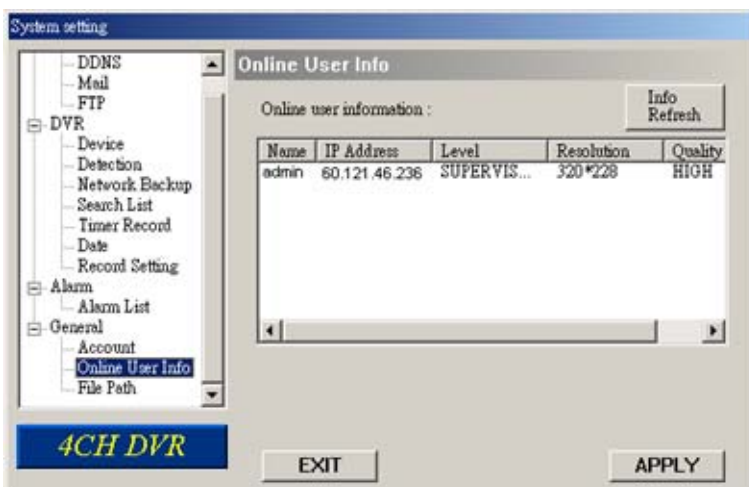 System setting
DDNS
Mail
FTP
DVR
Device
Detection
Network Backup
Search List
Timer Record
Date
Record Setting
Alarm
Alarm List
General
Account
Online User Info
File Path
4CH DVR
Online User Info
Online user information :
Info
Refresh
Name IP Address Level Resolution Quality
admin 60.121.46.236 SUPERVIS... 320*228 HIGH
EXIT APPLY